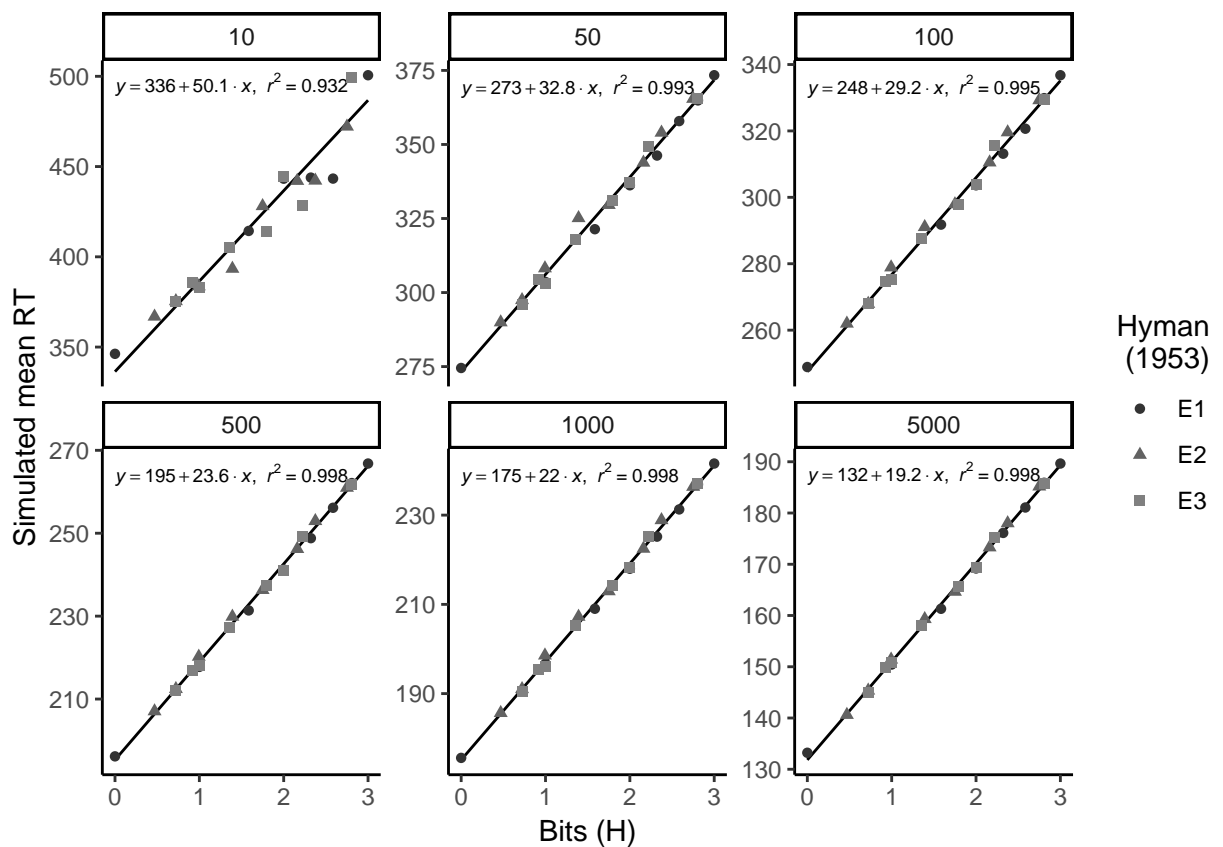 10
50
100
y = 336 + 50.1 · x, r² = 0.932
y = 273 + 32.8 · x, r² = 0.993
y = 248 + 29.2 · x, r² = 0.995
500
450
400
350
375
350
325
300
275
340
320
300
280
260
500
1000
5000
y = 195 + 23.6 · x, r² = 0.998
y = 175 + 22 · x, r² = 0.998
y = 132 + 19.2 · x, r² = 0.998
270
250
230
210
230
210
190
190
180
170
160
150
140
130
0 1 2 3
0 1 2 3
0 1 2 3
Simulated mean RT
Bits (H)
Hyman
(1953)
E1
E2
E3